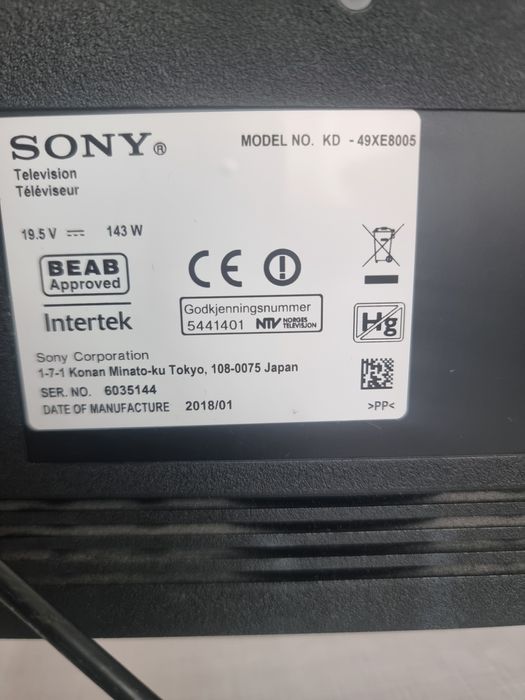 SONY®
MODEL NO. KD - 49XE8005
Television
Téléviseur
19.5 V ⎓ 143 W
BEAB
Approved
Intertek
CE
Godkjenningsnummer
5441401 NTV NORGES
TELEVISJON
Hg
Sony Corporation
1-7-1 Konan Minato-ku Tokyo, 108-0075 Japan
SER. NO. 6035144
DATE OF MANUFACTURE 2018/01
>PP<